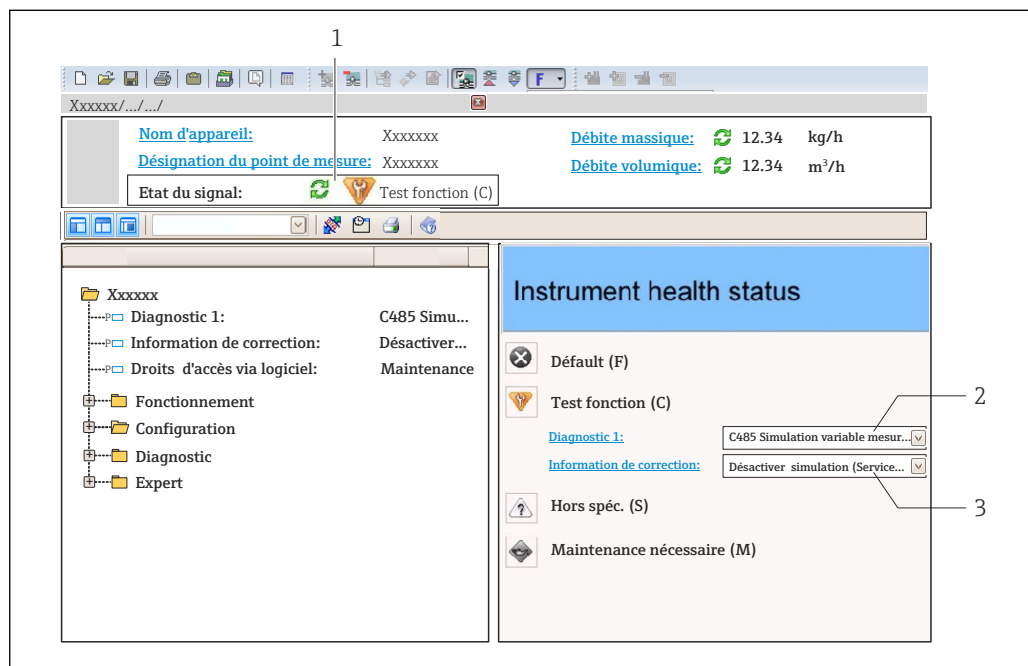 1
F
Xxxxxx/.../.../
Nom d'appareil: Xxxxxxx Débite massique: 12.34 kg/h
Désignation du point de mesure: Xxxxxxx Débite volumique: 12.34 m³/h
Etat du signal: Test fonction (C)
Xxxxxx
P Diagnostic 1: C485 Simu...
P Information de correction: Désactiver...
P Droits d'accès via logiciel: Maintenance
Fonctionnement
Configuration
Diagnostic
Expert
Instrument health status
Défault (F)
Test fonction (C)
2
Diagnostic 1: C485 Simulation variable mesur...
Information de correction: Désactiver simulation (Service...
Hors spéc. (S)
3
Maintenance nécessaire (M)